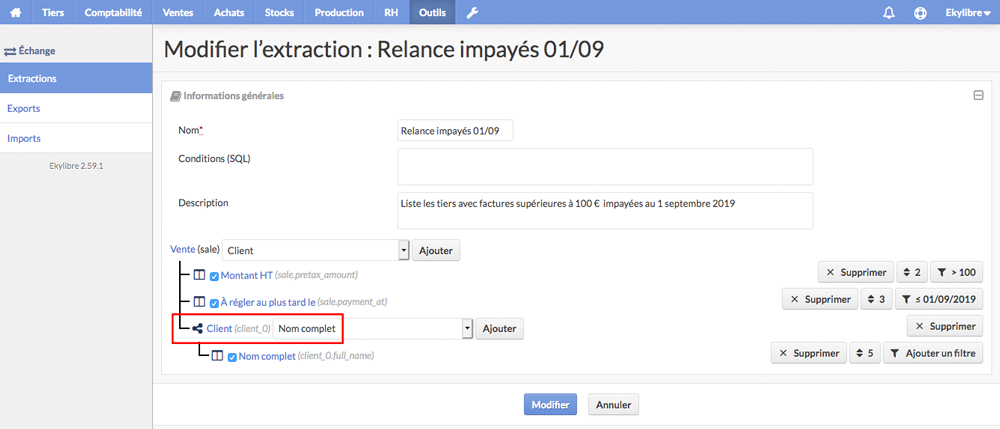 Tiers Comptabilité Ventes Achats Stocks Production RH Outils Ekylibre
Échange
Extractions
Exports
Imports
Ekylibre 2.59.1
Modifier l’extraction : Relance impayés 01/09
Informations générales
Nom* Relance impayés 01/09
Conditions (SQL)
Description Liste les tiers avec factures supérieures à 100 € impayées au 1 septembre 2019
Vente (sale) Client Ajouter
Montant HT (sale.pretax_amount) Supprimer 2 > 100
À régler au plus tard le (sale.payment_at) Supprimer 3 ≤ 01/09/2019
Client (client_0) Nom complet Ajouter Supprimer
Nom complet (client_0.full_name) Supprimer 5 Ajouter un filtre
Modifier Annuler